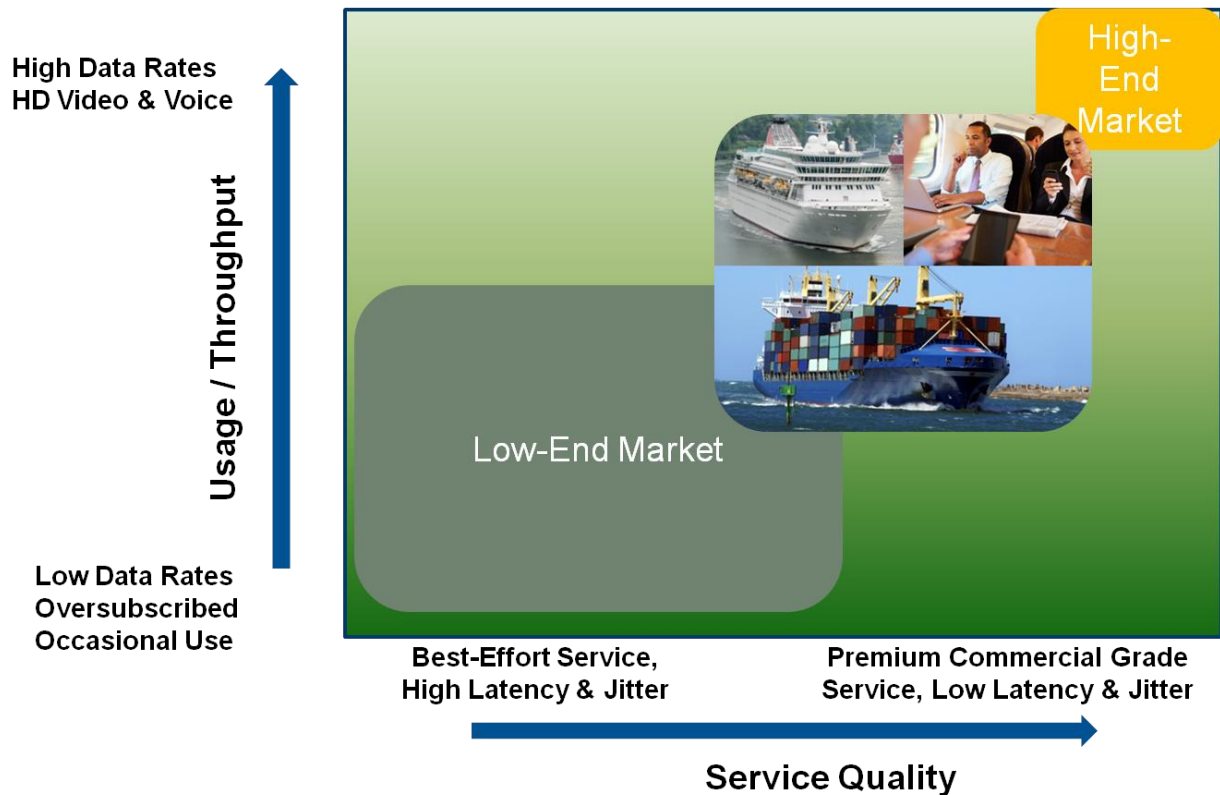 High Data Rates
HD Video & Voice
Usage / Throughput
Low Data Rates
Oversubscribed
Occasional Use
High-
End
Market
Low-End Market
Best-Effort Service,
High Latency & Jitter
Premium Commercial Grade
Service, Low Latency & Jitter
Service Quality